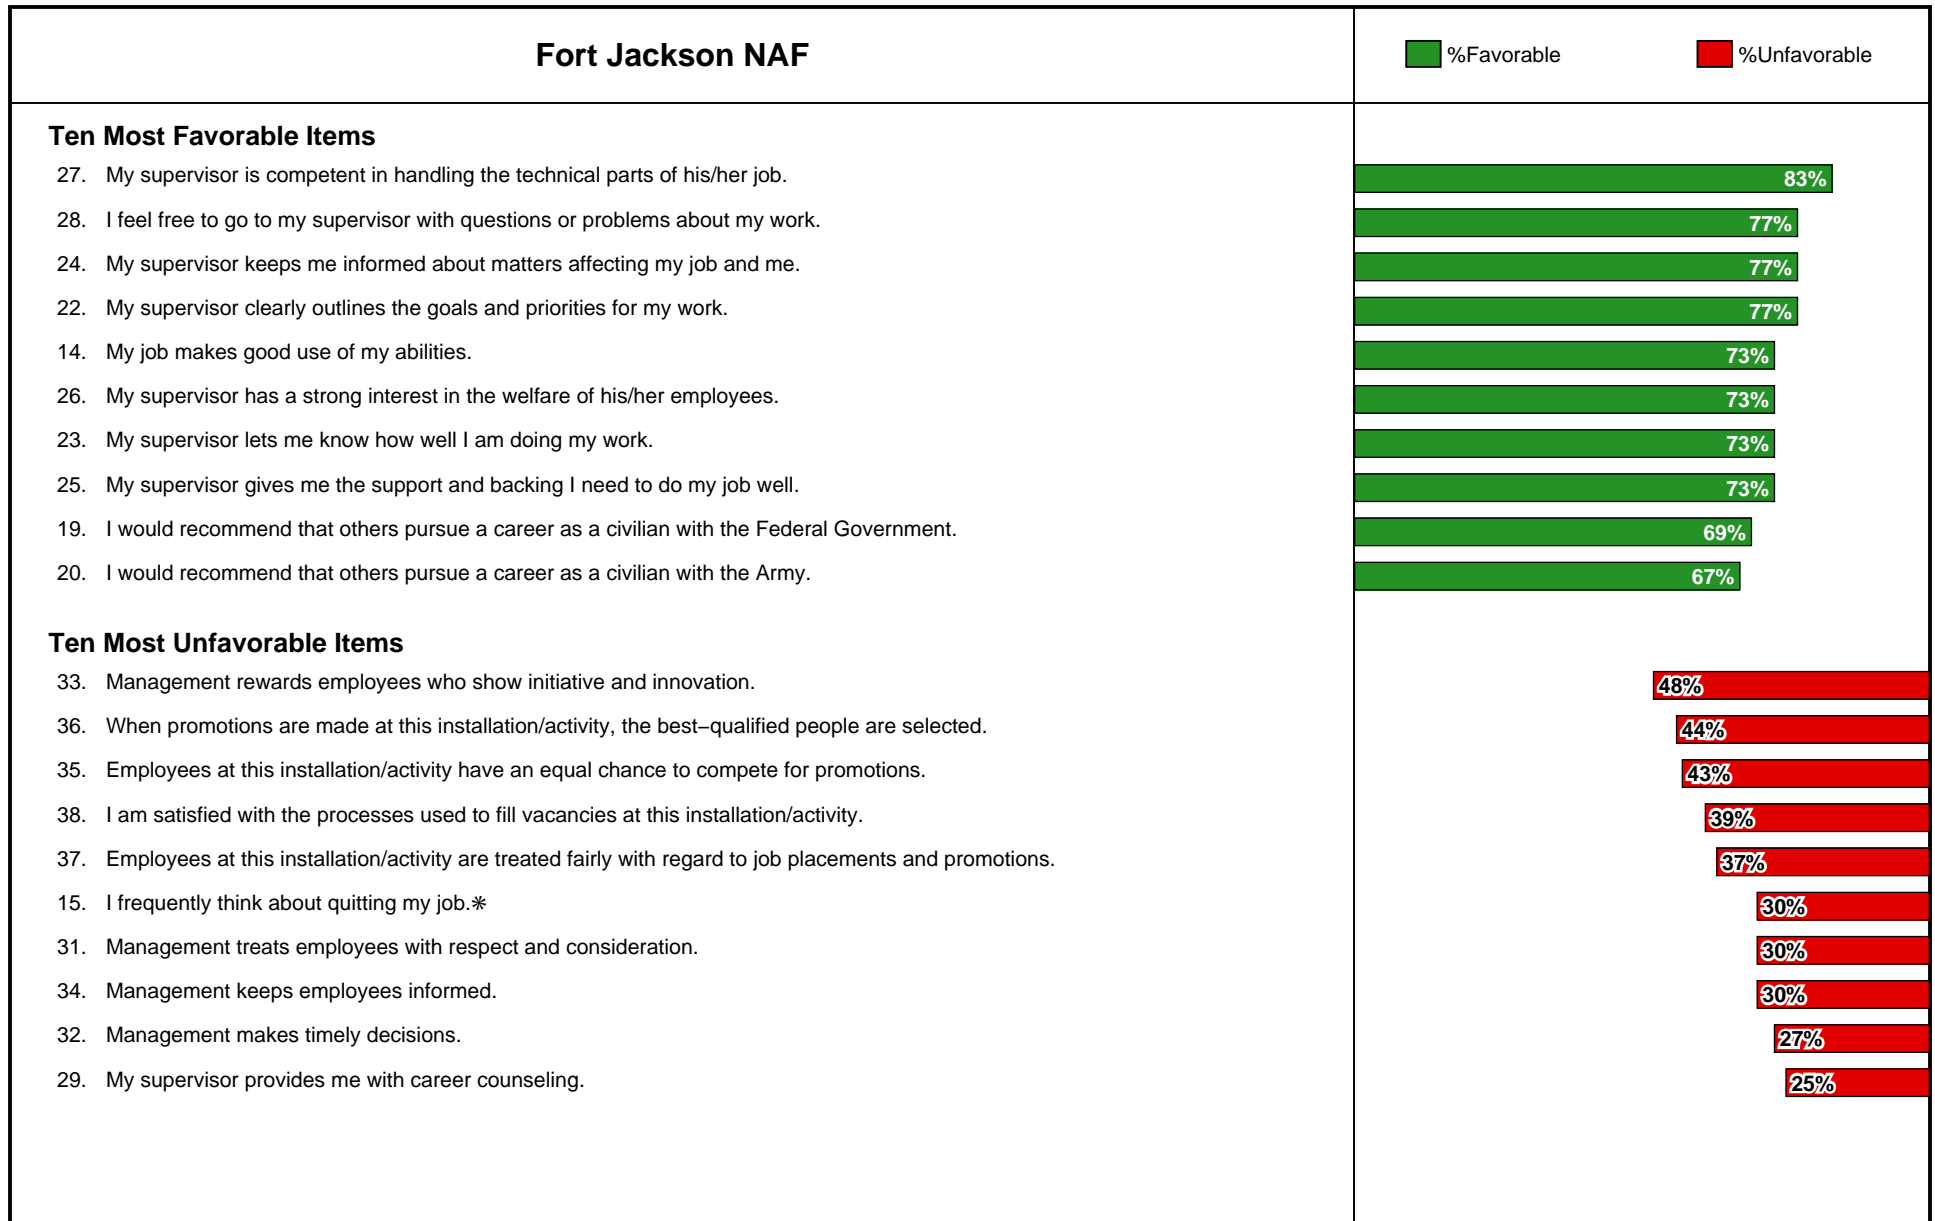 Fort Jackson NAF
%Favorable %Unfavorable
Ten Most Favorable Items
27. My supervisor is competent in handling the technical parts of his/her job. 83%
28. I feel free to go to my supervisor with questions or problems about my work. 77%
24. My supervisor keeps me informed about matters affecting my job and me. 77%
22. My supervisor clearly outlines the goals and priorities for my work. 77%
14. My job makes good use of my abilities. 73%
26. My supervisor has a strong interest in the welfare of his/her employees. 73%
23. My supervisor lets me know how well I am doing my work. 73%
25. My supervisor gives me the support and backing I need to do my job well. 73%
19. I would recommend that others pursue a career as a civilian with the Federal Government. 69%
20. I would recommend that others pursue a career as a civilian with the Army. 67%
Ten Most Unfavorable Items
33. Management rewards employees who show initiative and innovation. 48%
36. When promotions are made at this installation/activity, the best−qualified people are selected. 44%
35. Employees at this installation/activity have an equal chance to compete for promotions. 43%
38. I am satisfied with the processes used to fill vacancies at this installation/activity. 39%
37. Employees at this installation/activity are treated fairly with regard to job placements and promotions. 37%
15. I frequently think about quitting my job.* 30%
31. Management treats employees with respect and consideration. 30%
34. Management keeps employees informed. 30%
32. Management makes timely decisions. 27%
29. My supervisor provides me with career counseling. 25%